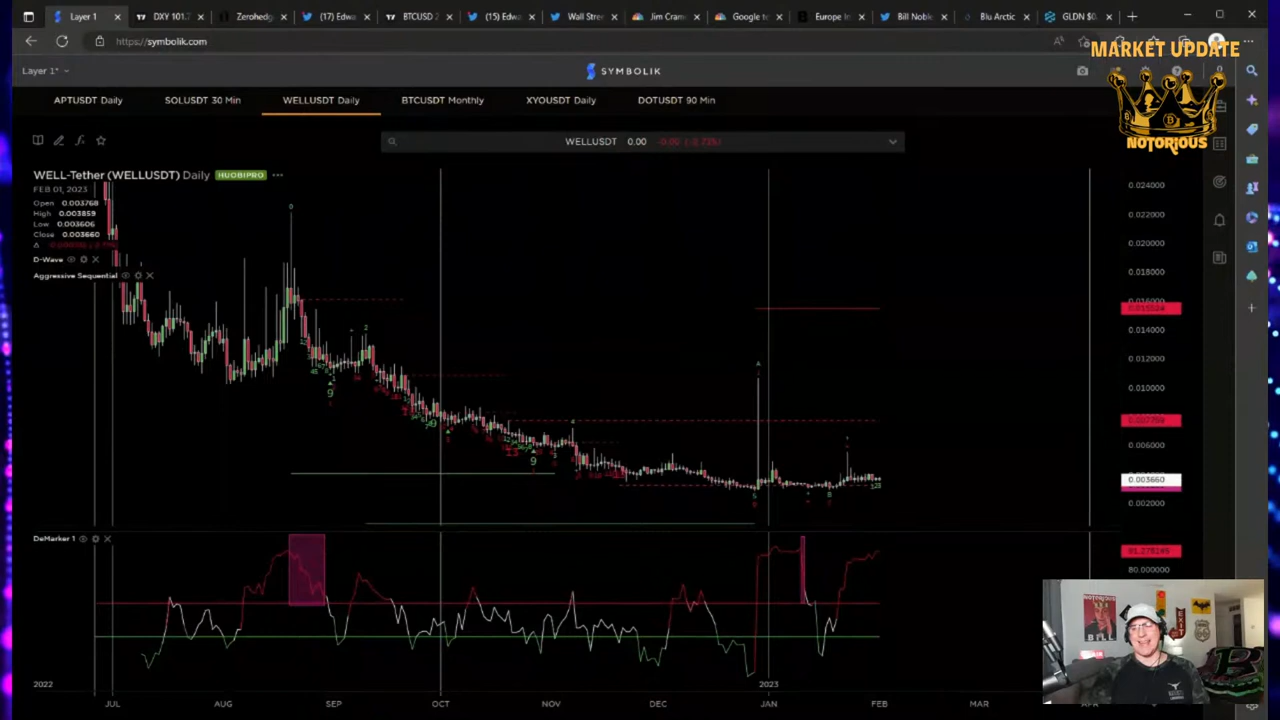 Layer 1
DXY 101.7
Zerohedg
(17) Edwa
BTCUSD 2
(15) Edwa
Wall Stre
Jim Cram
Google t
Europe In
Bill Nobl
Blu Arctic
GLDN $0
https://symbolik.com
MARKET UPDATE
NOTORIOUS
Layer 1*
SYMBOLIK
APTUSDT Daily
SOLUSDT 30 Min
WELLUSDT Daily
BTCUSDT Monthly
XYOUSDT Daily
DOTUSDT 90 Min
WELLUSDT 0.00
WELL-Tether (WELLUSDT) Daily HUOBIPRO
FEB 01, 2023
Open 0.003768
High 0.003859
Low 0.003606
Close 0.003660
D-Wave
Aggressive Sequential
0.024000
0.022000
0.020000
0.018000
0.016000
0.014000
0.012000
0.010000
0.006000
0.003660
0.002000
DeMarker 1
80.000000
NOTORIOUS
BILL
EXIT
2022
2023
JUL
AUG
SEP
OCT
NOV
DEC
JAN
FEB
MAR